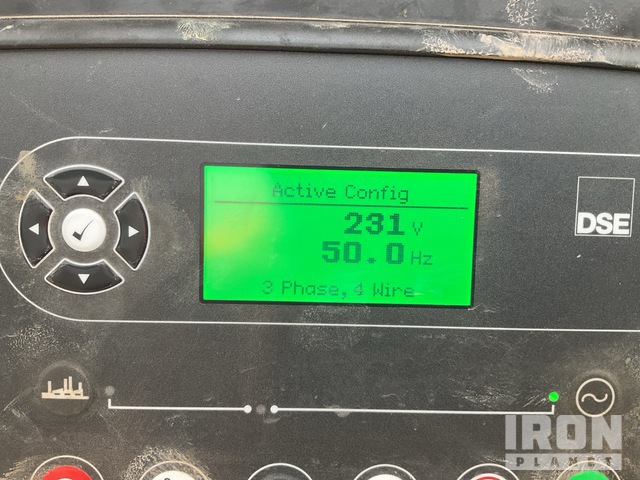 Active Config
231 V
50.0 Hz
3 Phase, 4 Wire
DSE
IRON
PLANET